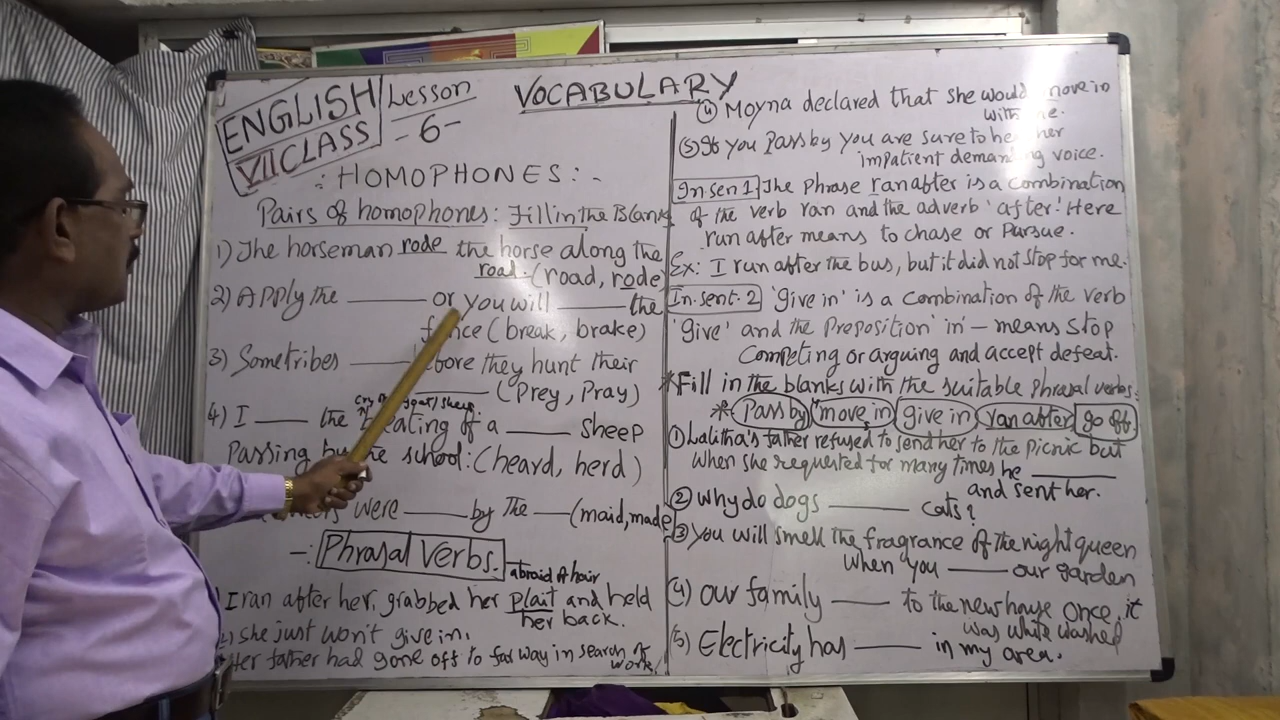 ENGLISH
VII CLASS
Lesson
-6-
VOCABULARY
: HOMOPHONES: -
Pairs of homophones: Fill in the Blank
1) The horseman rode the horse along the
road. (road, rode)
2) Apply the ______ or you will ______ the
fence (break, brake)
3) Some tribes ______ before they hunt their
______ (Prey, Pray)
cry of goat/sheep.
4) I ______ the bleating of a ______ sheep
Passing by the school: (heard, herd)
were ______ by the ___ (maid, made)
-: Phrasal Verbs.
a braid of hair
I ran after her, grabbed her plait and held
her back.
2) She just won't give in.
Her father had gone off to far way in search of
work
(4) Moyna declared that she would move in
with
(5) If you Pass by you are sure to her
impatient demanding voice.
In.sen 1 The Phrase ran after is a combination
of the verb ran and the adverb 'after'. Here
run after means to chase or Pursue.
Ex: I run after the bus, but it did not stop for me.
In.sent.2 'give in' is a combination of the verb
'give' and the Preposition 'in' - means stop
Competing or arguing and accept defeat.
*Fill in the blanks with the suitable phrasal verbs:
*- Pass by move in give in ran after go off
(1) Lalitha's father refused to send her to the picnic but
when she requested for many times he ______
and sent her.
(2) Why do dogs ______ cats?
(3) You will smell the fragrance of the night queen
When you ______ our garden
(4) Our family ______ to the new house once it
was white washed
(5) Electricity has ______ in my area.